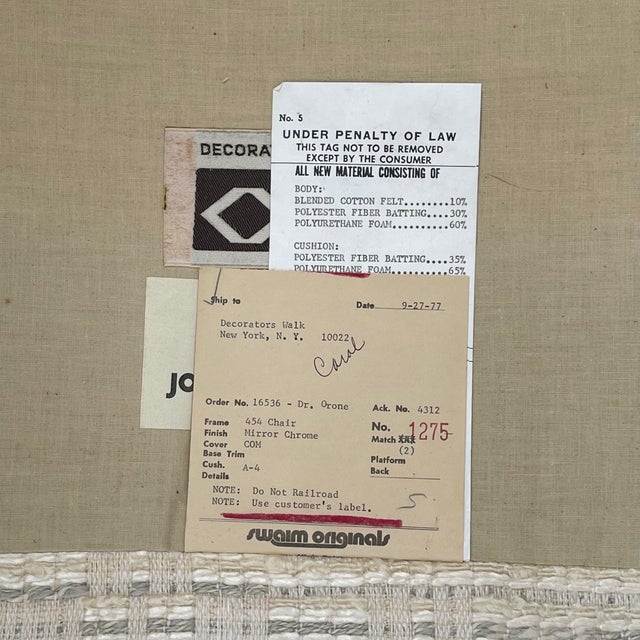 No. 5
UNDER PENALTY OF LAW
THIS TAG NOT TO BE REMOVED
EXCEPT BY THE CONSUMER
ALL NEW MATERIAL CONSISTING OF
BODY:
BLENDED COTTON FELT........10%
POLYESTER FIBER BATTING....30%
POLYURETHANE FOAM..........60%
CUSHION:
POLYESTER FIBER BATTING....35%
POLYURETHANE FOAM..........65%
DECORA
JO
Ship to
Date 9-27-77
Decorators Walk
New York, N. Y. 10022
Carol
Order No. 16536 - Dr. Orone
Ack. No. 4312
Frame 454 Chair
No. 1275
Finish Mirror Chrome
Match
Cover COM
(2)
Base Trim
Platform
Cush. A-4
Back
Details
NOTE: Do Not Railroad
NOTE: Use customer's label.
5
swaim originals